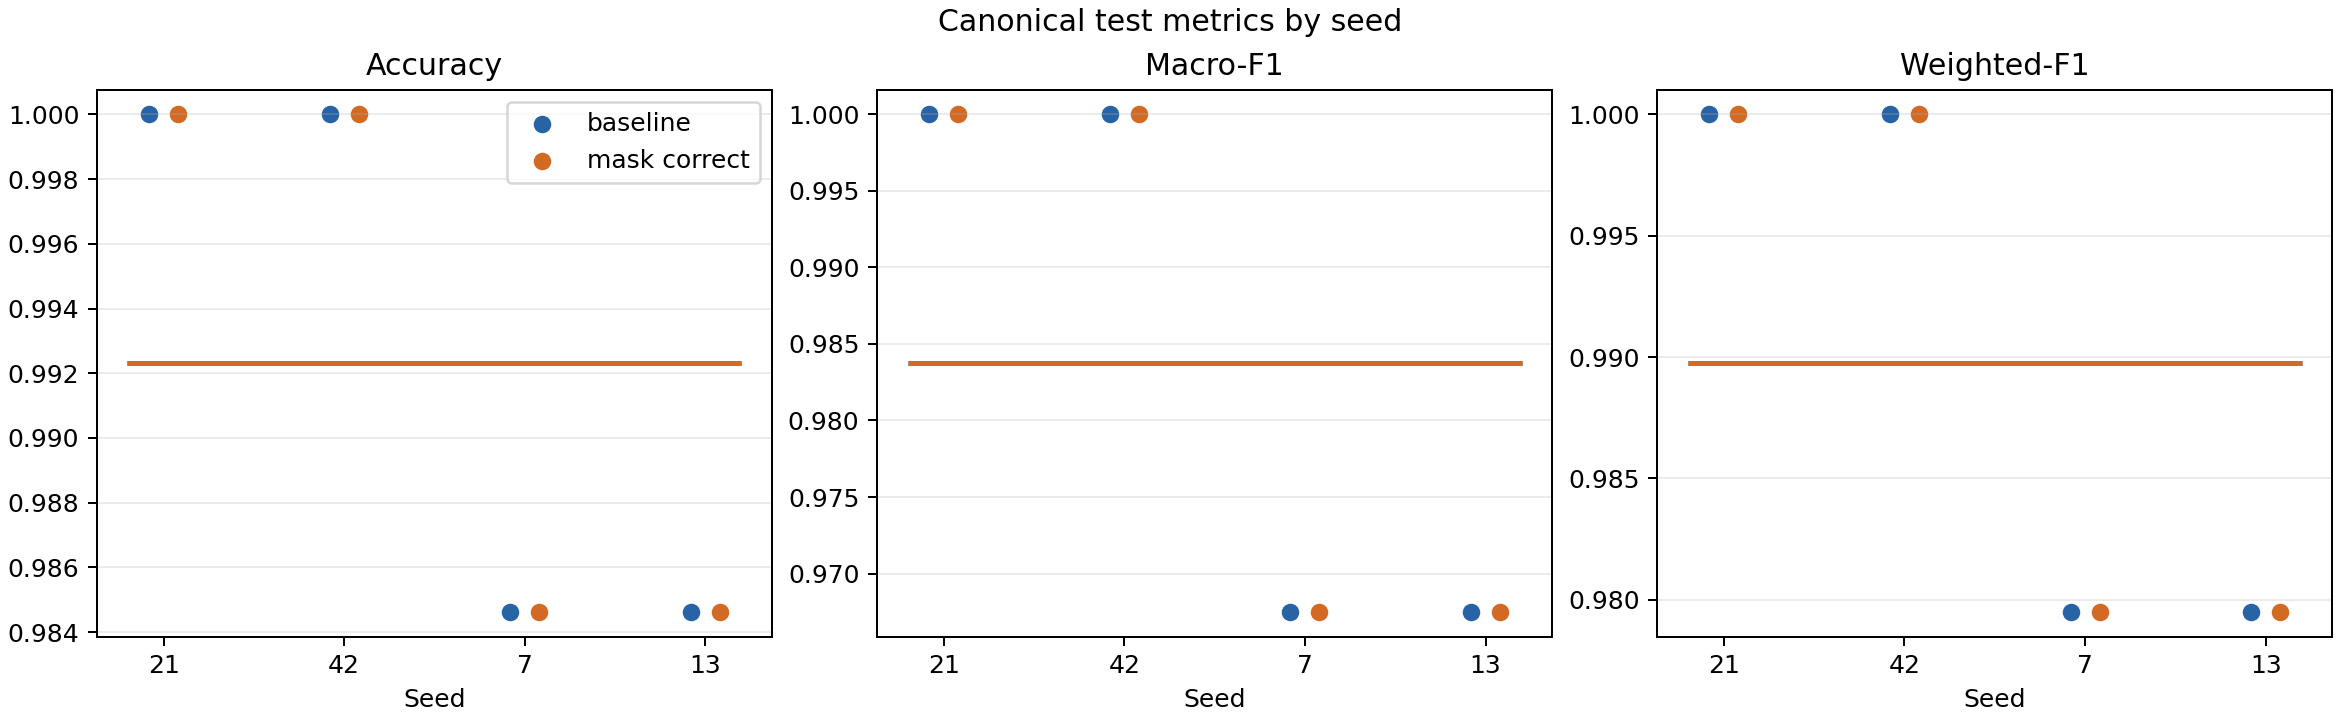 Canonical test metrics by seed
Accuracy
1.000
0.998
0.996
0.994
0.992
0.990
0.988
0.986
0.984
baseline
mask correct
21 42 7 13
Seed
Macro-F1
1.000
0.995
0.990
0.985
0.980
0.975
0.970
21 42 7 13
Seed
Weighted-F1
1.000
0.995
0.990
0.985
0.980
21 42 7 13
Seed